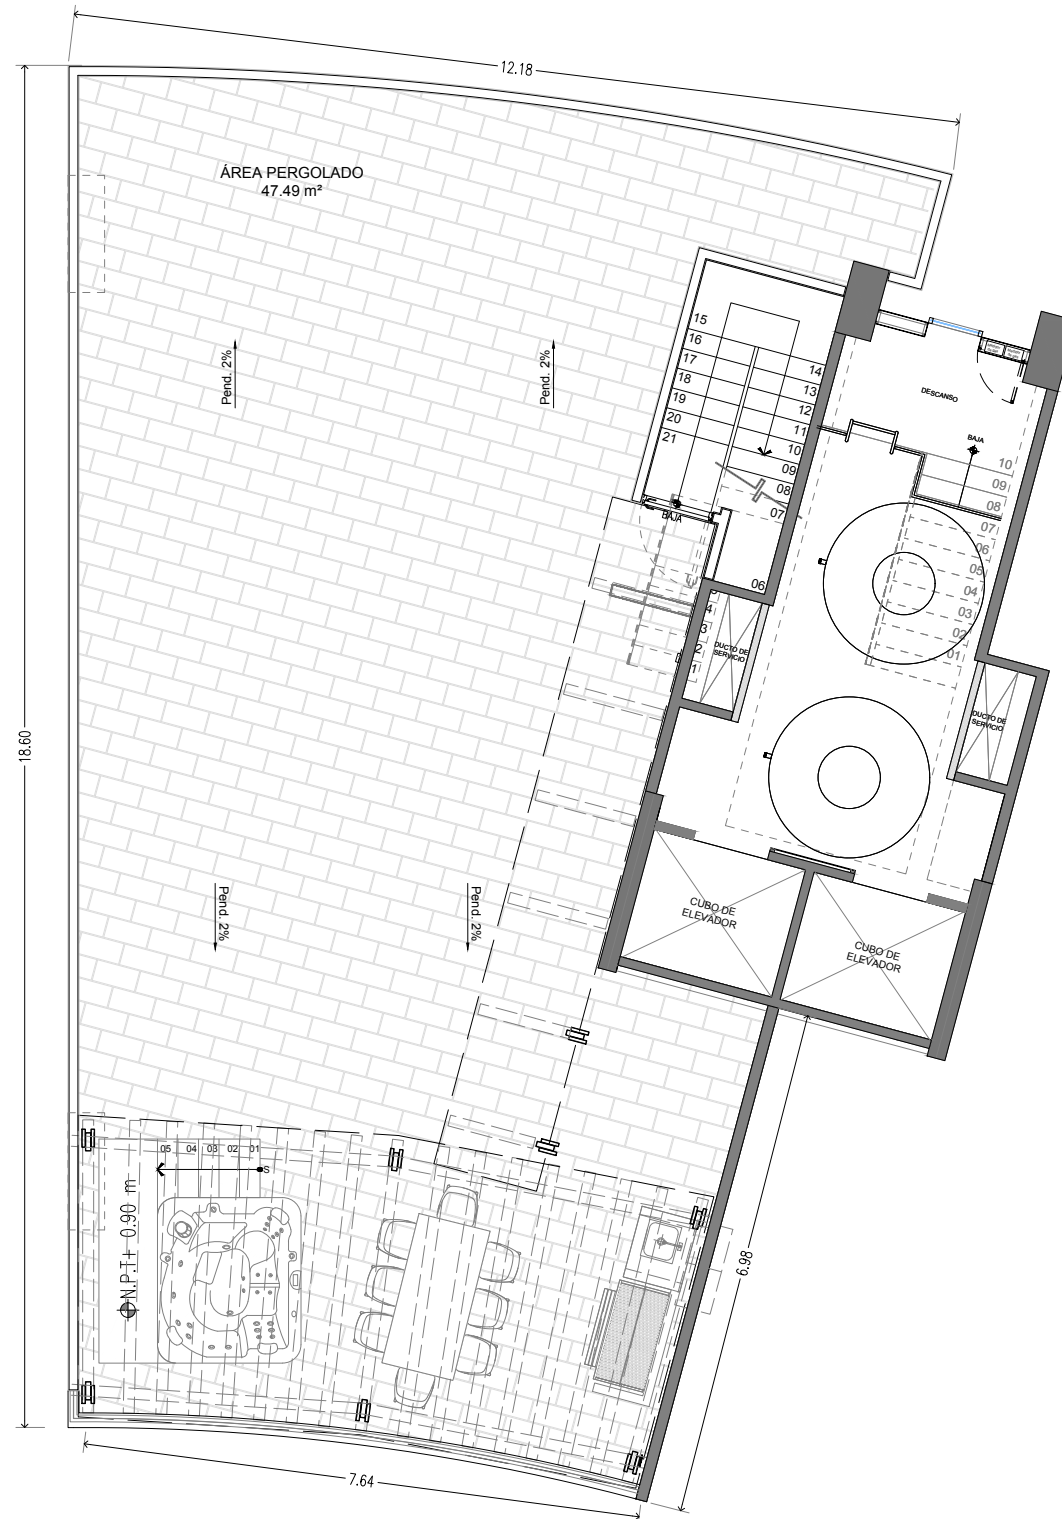 12.18
ÁREA PERGOLADO
47.49 m²
15
16
17
18
19
20
21
14
13
12
11
10
09
08
07
06
BAJA
Pend. 2%
Pend. 2%
DESCANSO
BAJA
10
09
08
07
06
05
04
03
02
01
4
3
2
1
DUCTO DE
SERVICIO
DUCTO DE
SERVICIO
18.60
Pend. 2%
Pend. 2%
CUBO DE
ELEVADOR
CUBO DE
ELEVADOR
05
04
03
02
01
S
N.P.T+ 0.90 m
6.98
7.64